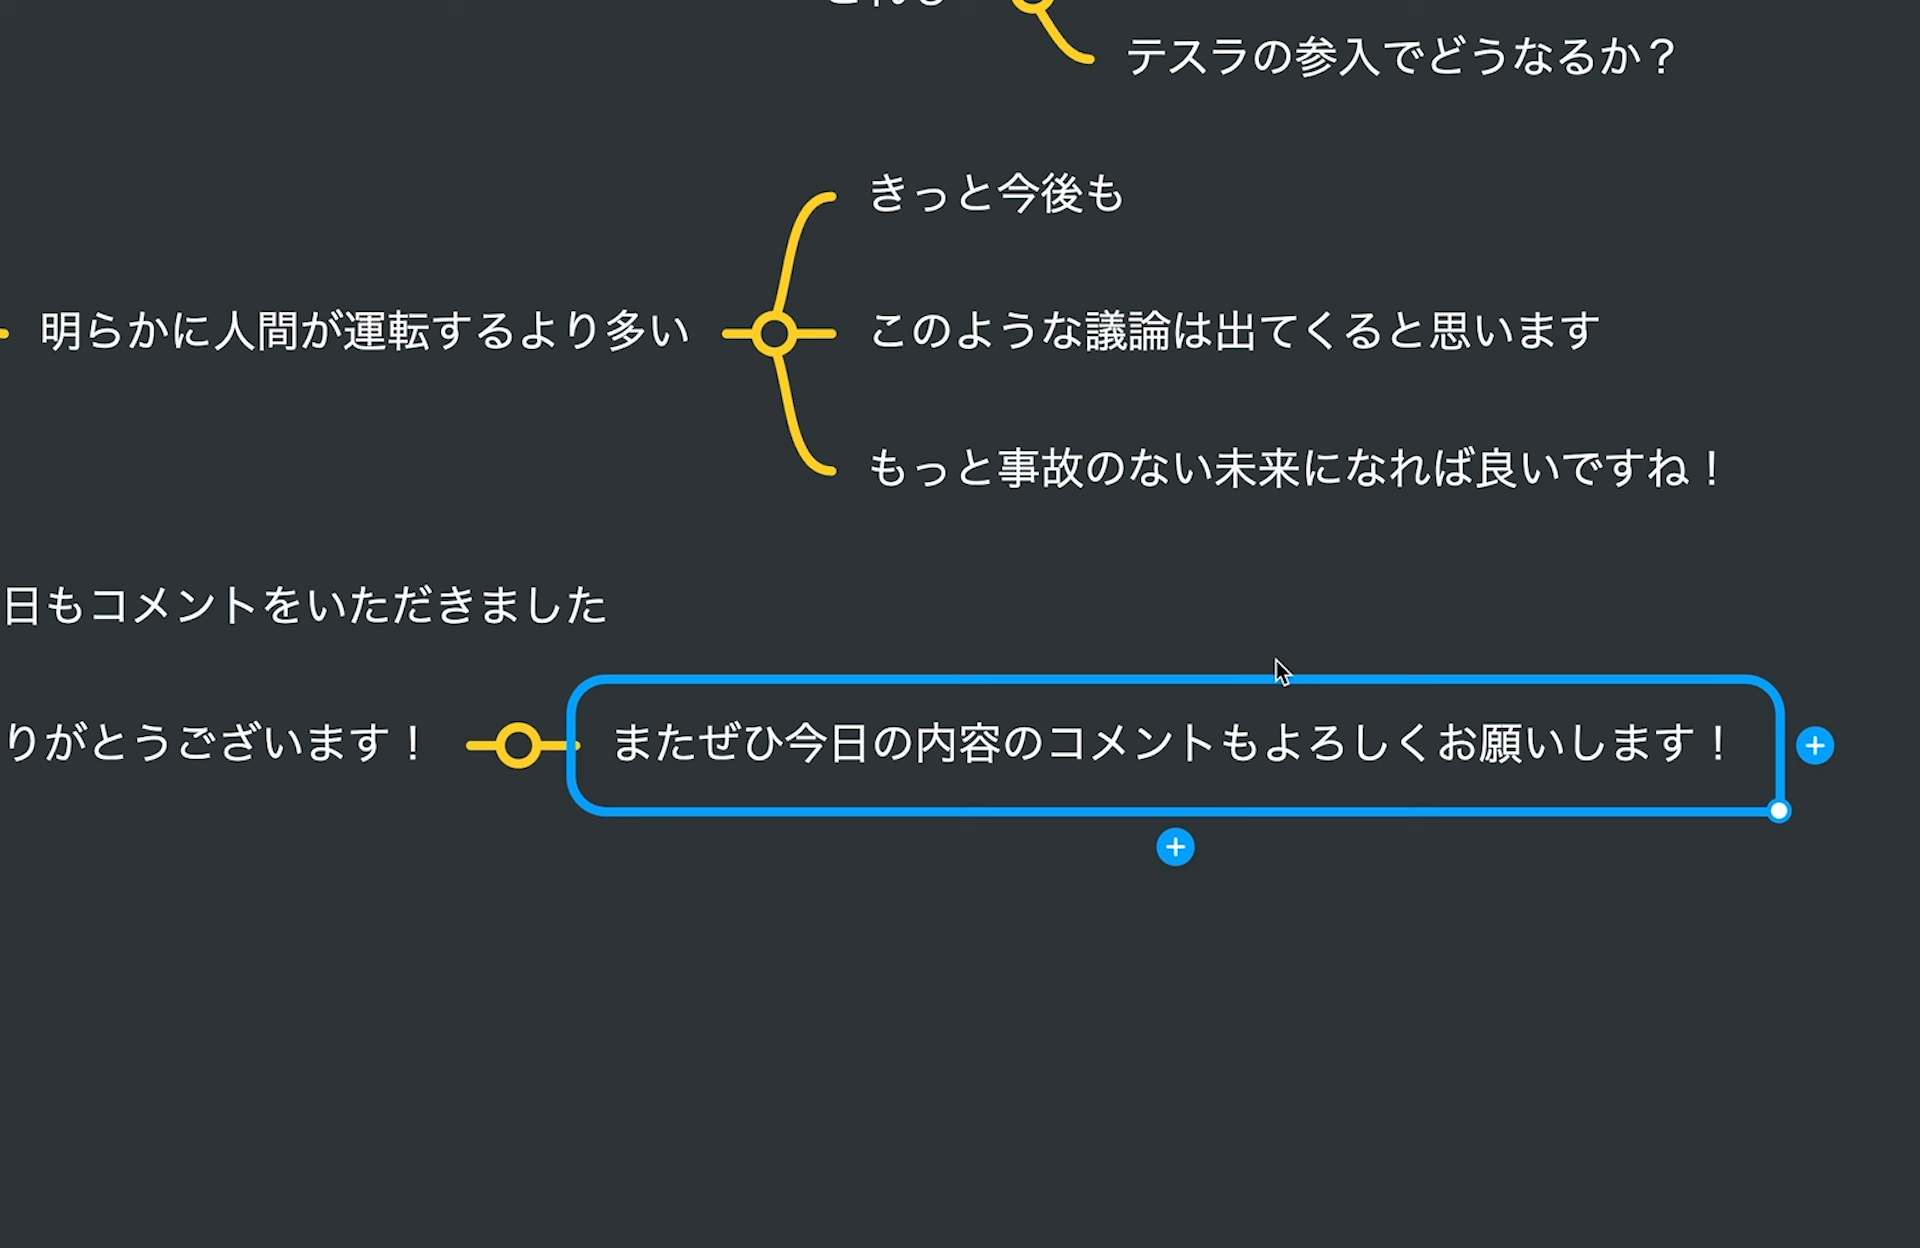 テスラの参入でどうなるか？
きっと今後も
明らかに人間が運転するより多い
このような議論は出てくると思います
もっと事故のない未来になれば良いですね！
日もコメントをいただきました
りがとうございます！
またぜひ今日の内容のコメントもよろしくお願いします！